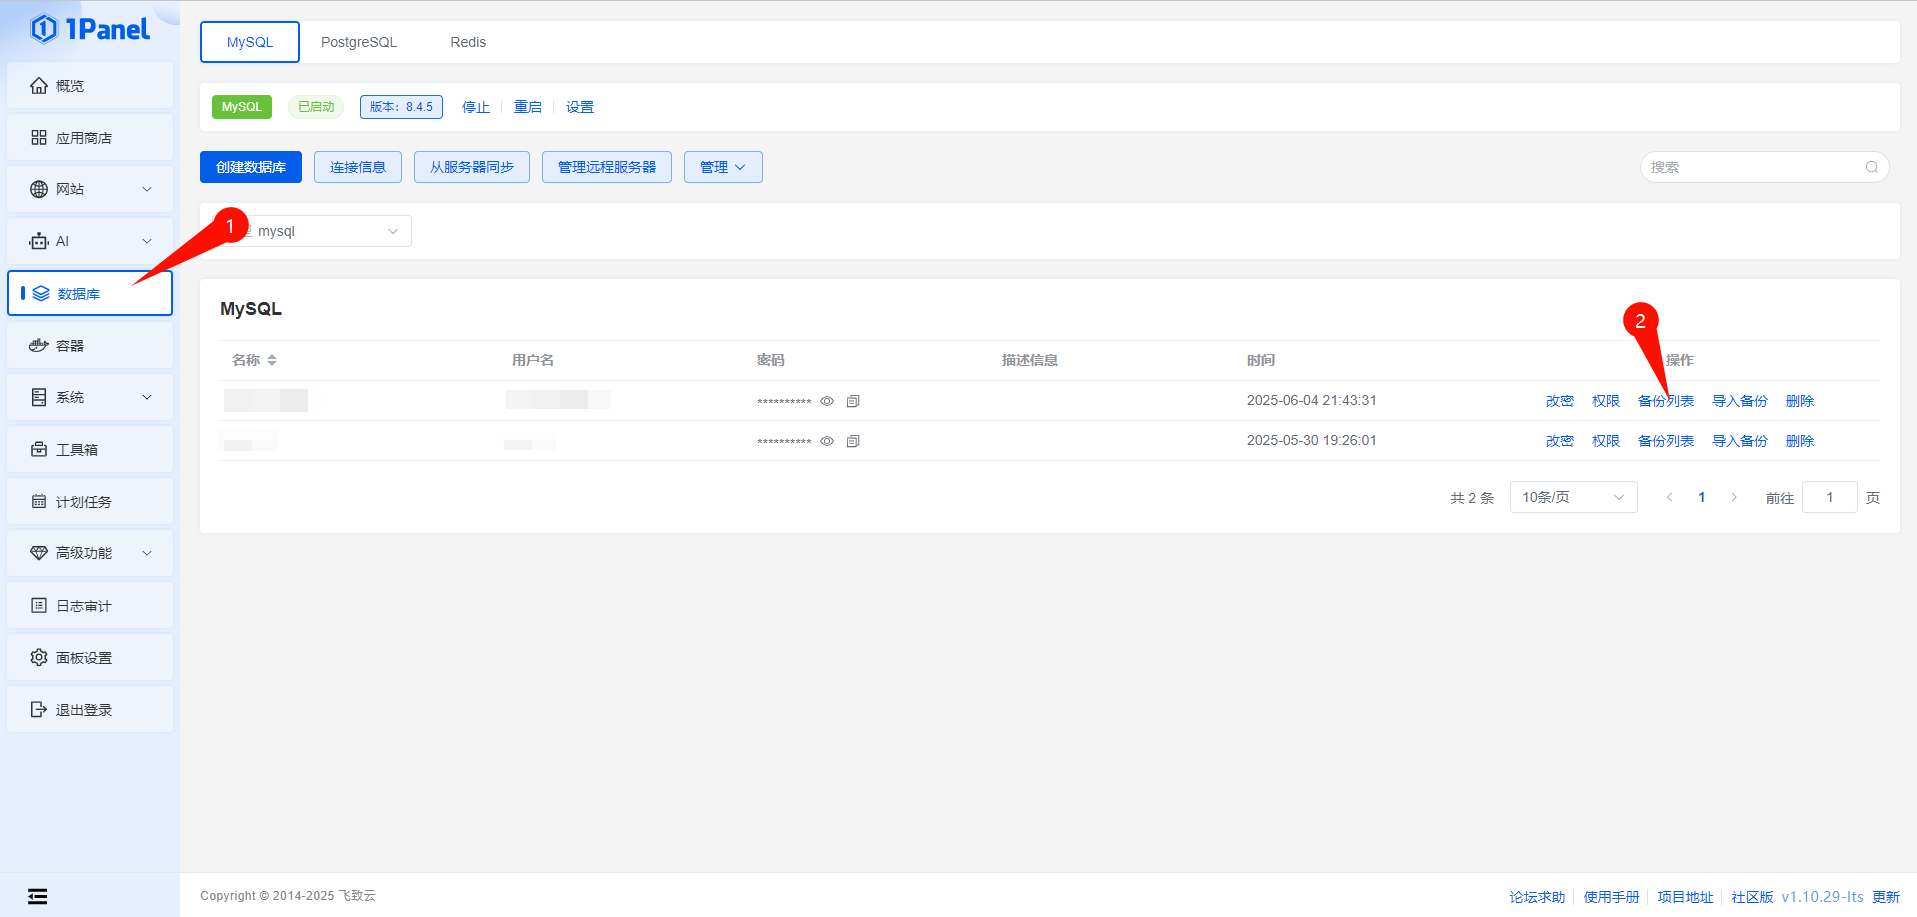 1Panel
概览
应用商店
网站
AI
数据库
容器
系统
工具箱
计划任务
高级功能
日志审计
面板设置
退出登录
MySQL PostgreSQL Redis
MySQL 已启动 版本：8.4.5 停止 重启 设置
创建数据库 连接信息 从服务器同步 管理远程服务器 管理 搜索
1 mysql
MySQL
2
名称 用户名 密码 描述信息 时间 操作
********** 2025-06-04 21:43:31 改密 权限 备份列表 导入备份 删除
********** 2025-05-30 19:26:01 改密 权限 备份列表 导入备份 删除
共 2 条 10条/页 1 前往 1 页
Copyright © 2014-2025 飞致云 论坛求助 使用手册 项目地址 社区版 v1.10.29-lts 更新